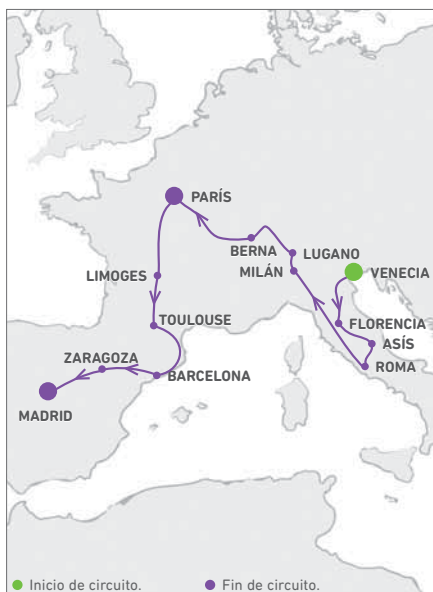 PARÍS
BERNA
LUGANO
MILÁN
VENECIA
LIMOGES
TOULOUSE
FLORENCIA
ASÍS
ZARAGOZA
ROMA
BARCELONA
MADRID
Inicio de circuito.
Fin de circuito.